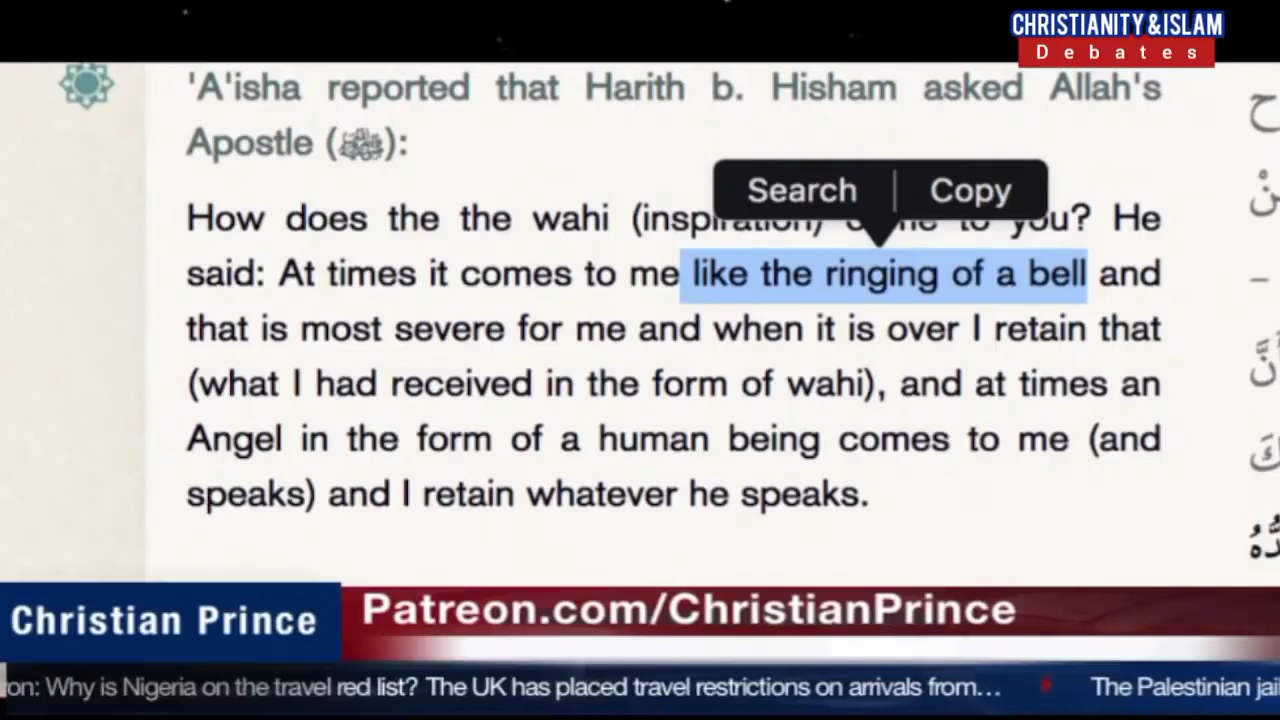 CHRISTIANITY & ISLAM
Debates
'A'isha reported that Harith b. Hisham asked Allah's
Apostle (ﷺ):
Search | Copy
How does the the wahi (inspiration) come to you? He
said: At times it comes to me like the ringing of a bell and
that is most severe for me and when it is over I retain that
(what I had received in the form of wahi), and at times an
Angel in the form of a human being comes to me (and
speaks) and I retain whatever he speaks.
Christian Prince
Patreon.com/ChristianPrince
on: Why is Nigeria on the travel red list? The UK has placed travel restrictions on arrivals from... The Palestinian jai